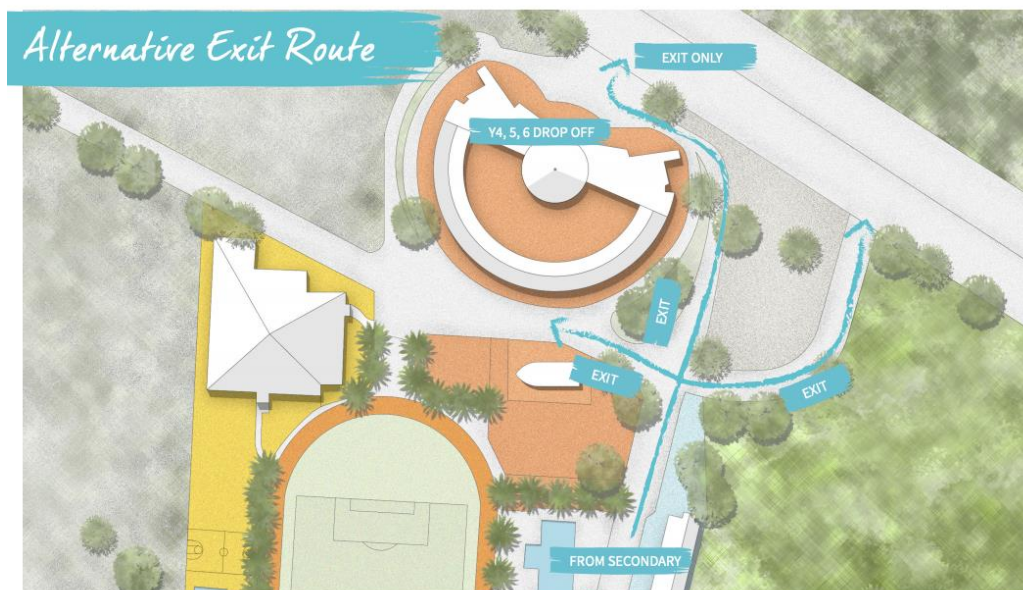 Alternative Exit Route
EXIT ONLY
Y4, 5, 6 DROP OFF
EXIT
EXIT
EXIT
FROM SECONDARY